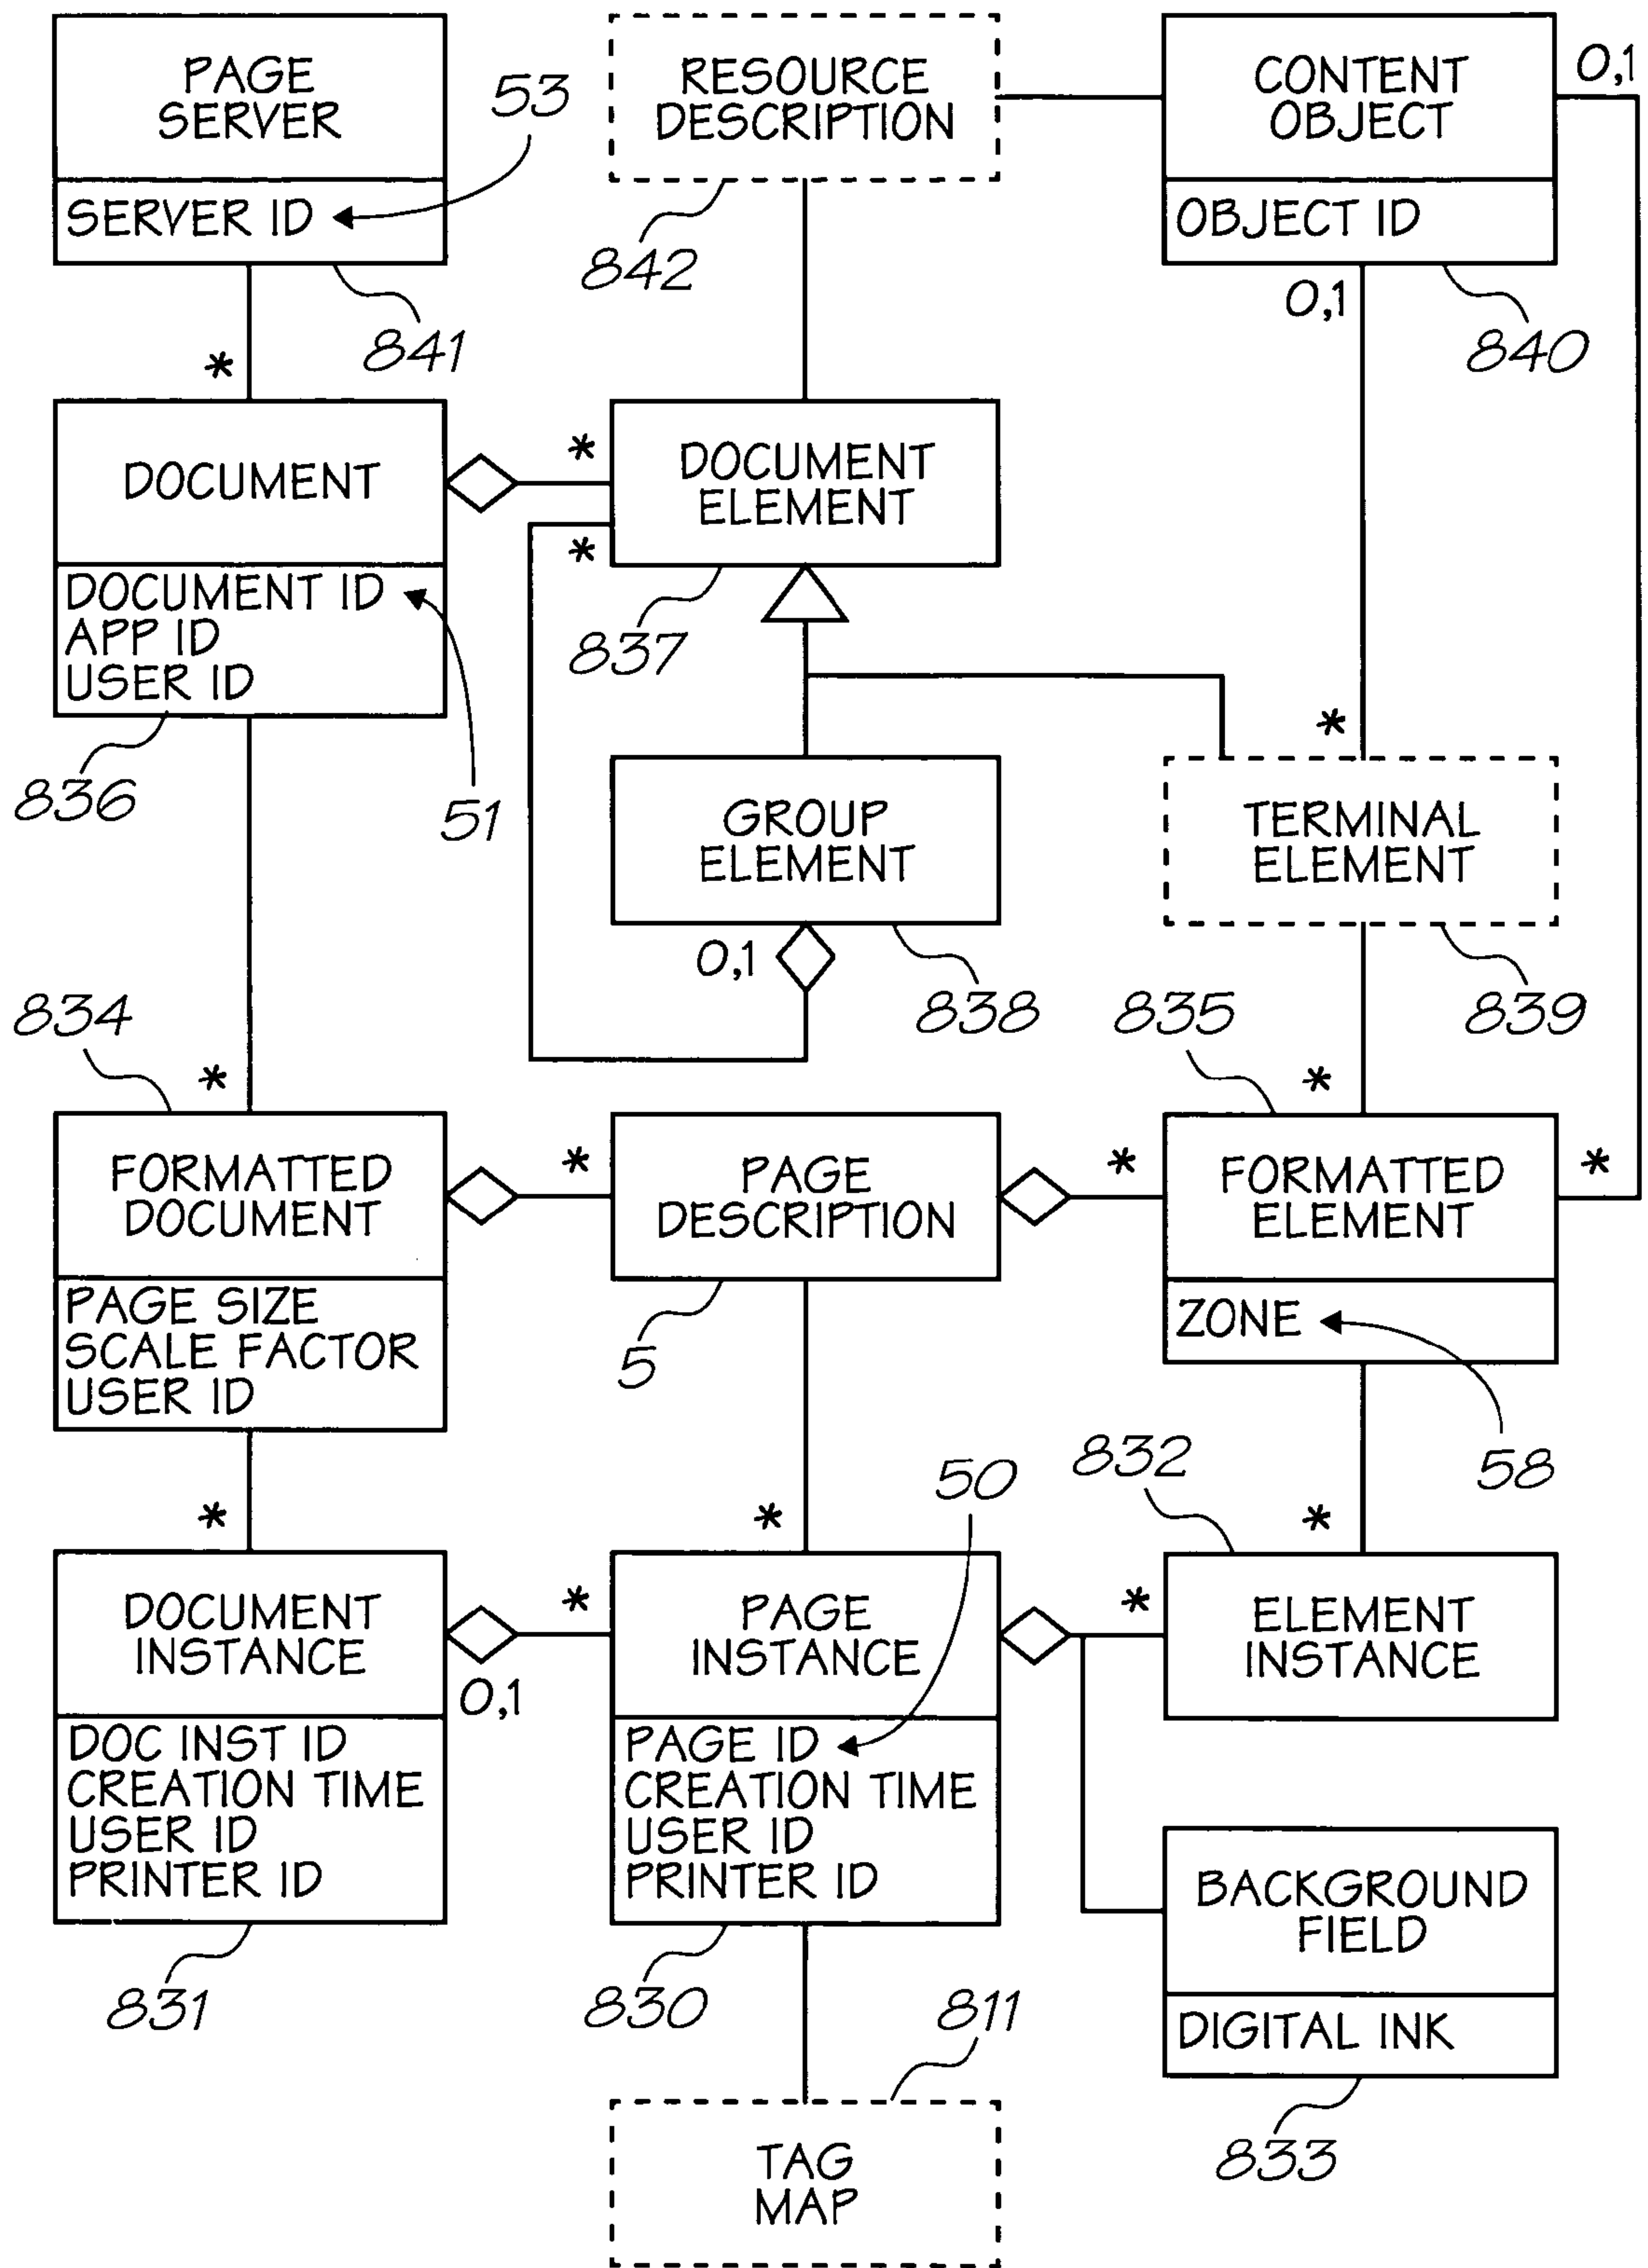 PAGE
SERVER
SERVER ID
53
841
RESOURCE
DESCRIPTION
842
CONTENT
OBJECT
OBJECT ID
0,1
0,1
840
*
DOCUMENT
DOCUMENT ID
APP ID
USER ID
836
51
*
*
DOCUMENT
ELEMENT
837
GROUP
ELEMENT
0,1
838
*
TERMINAL
ELEMENT
839
834
*
FORMATTED
DOCUMENT
PAGE SIZE
SCALE FACTOR
USER ID
*
PAGE
DESCRIPTION
5
835
*
*
*
FORMATTED
ELEMENT
ZONE
58
*
DOCUMENT
INSTANCE
DOC INST ID
CREATION TIME
USER ID
PRINTER ID
831
0,1
*
*
50
PAGE
INSTANCE
PAGE ID
CREATION TIME
USER ID
PRINTER ID
830
832
*
*
ELEMENT
INSTANCE
BACKGROUND
FIELD
DIGITAL INK
833
811
TAG
MAP